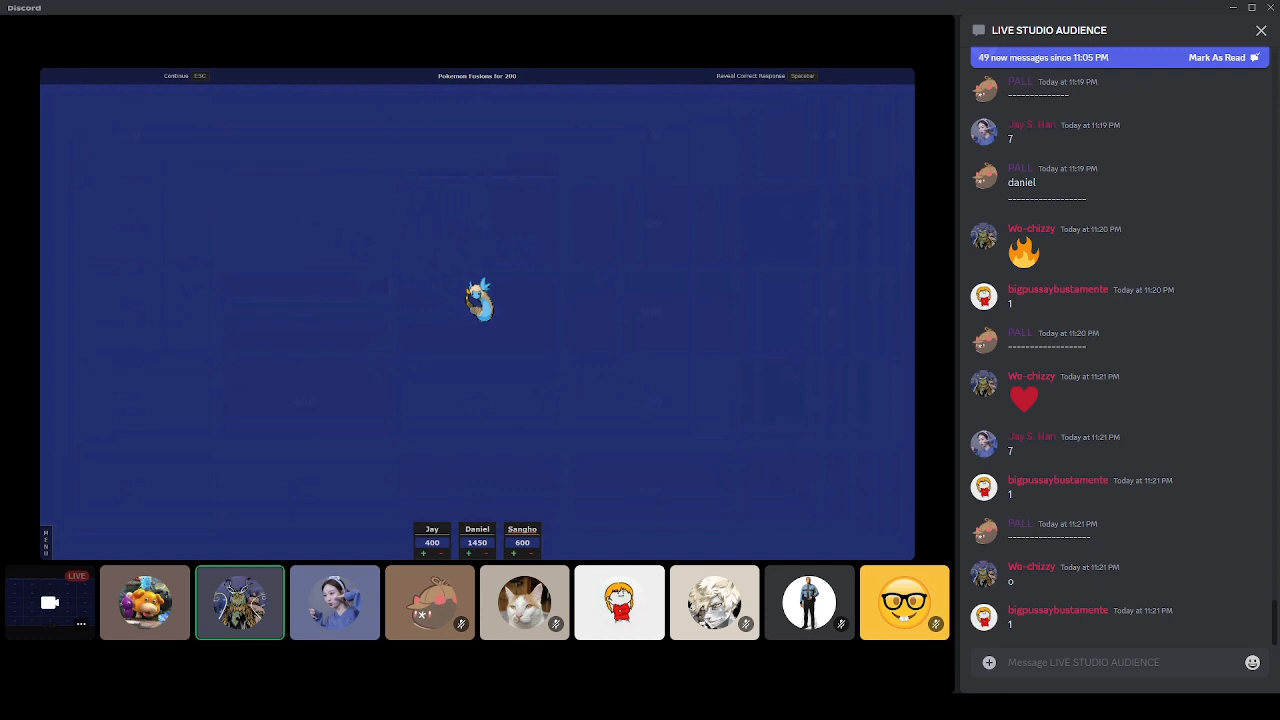 Discord
LIVE STUDIO AUDIENCE
49 new messages since 11:05 PM
Mark As Read
Continue ESC
Pokemon Fusions for 200
Reveal Correct Response Spacebar
PALL Today at 11:19 PM
--------------
Jay S. Han Today at 11:19 PM
7
PALL Today at 11:19 PM
daniel
------------------
Wo-chizzy Today at 11:20 PM
🔥
bigpussaybustamente Today at 11:20 PM
1
PALL Today at 11:20 PM
------------------
Wo-chizzy Today at 11:21 PM
♥
Jay S. Han Today at 11:21 PM
7
bigpussaybustamente Today at 11:21 PM
1
PALL Today at 11:21 PM
-------------------
Wo-chizzy Today at 11:21 PM
o
bigpussaybustamente Today at 11:21 PM
1
Message LIVE STUDIO AUDIENCE
MENU
Jay Daniel Sangho
400 1450 600
+ - + - + -
LIVE